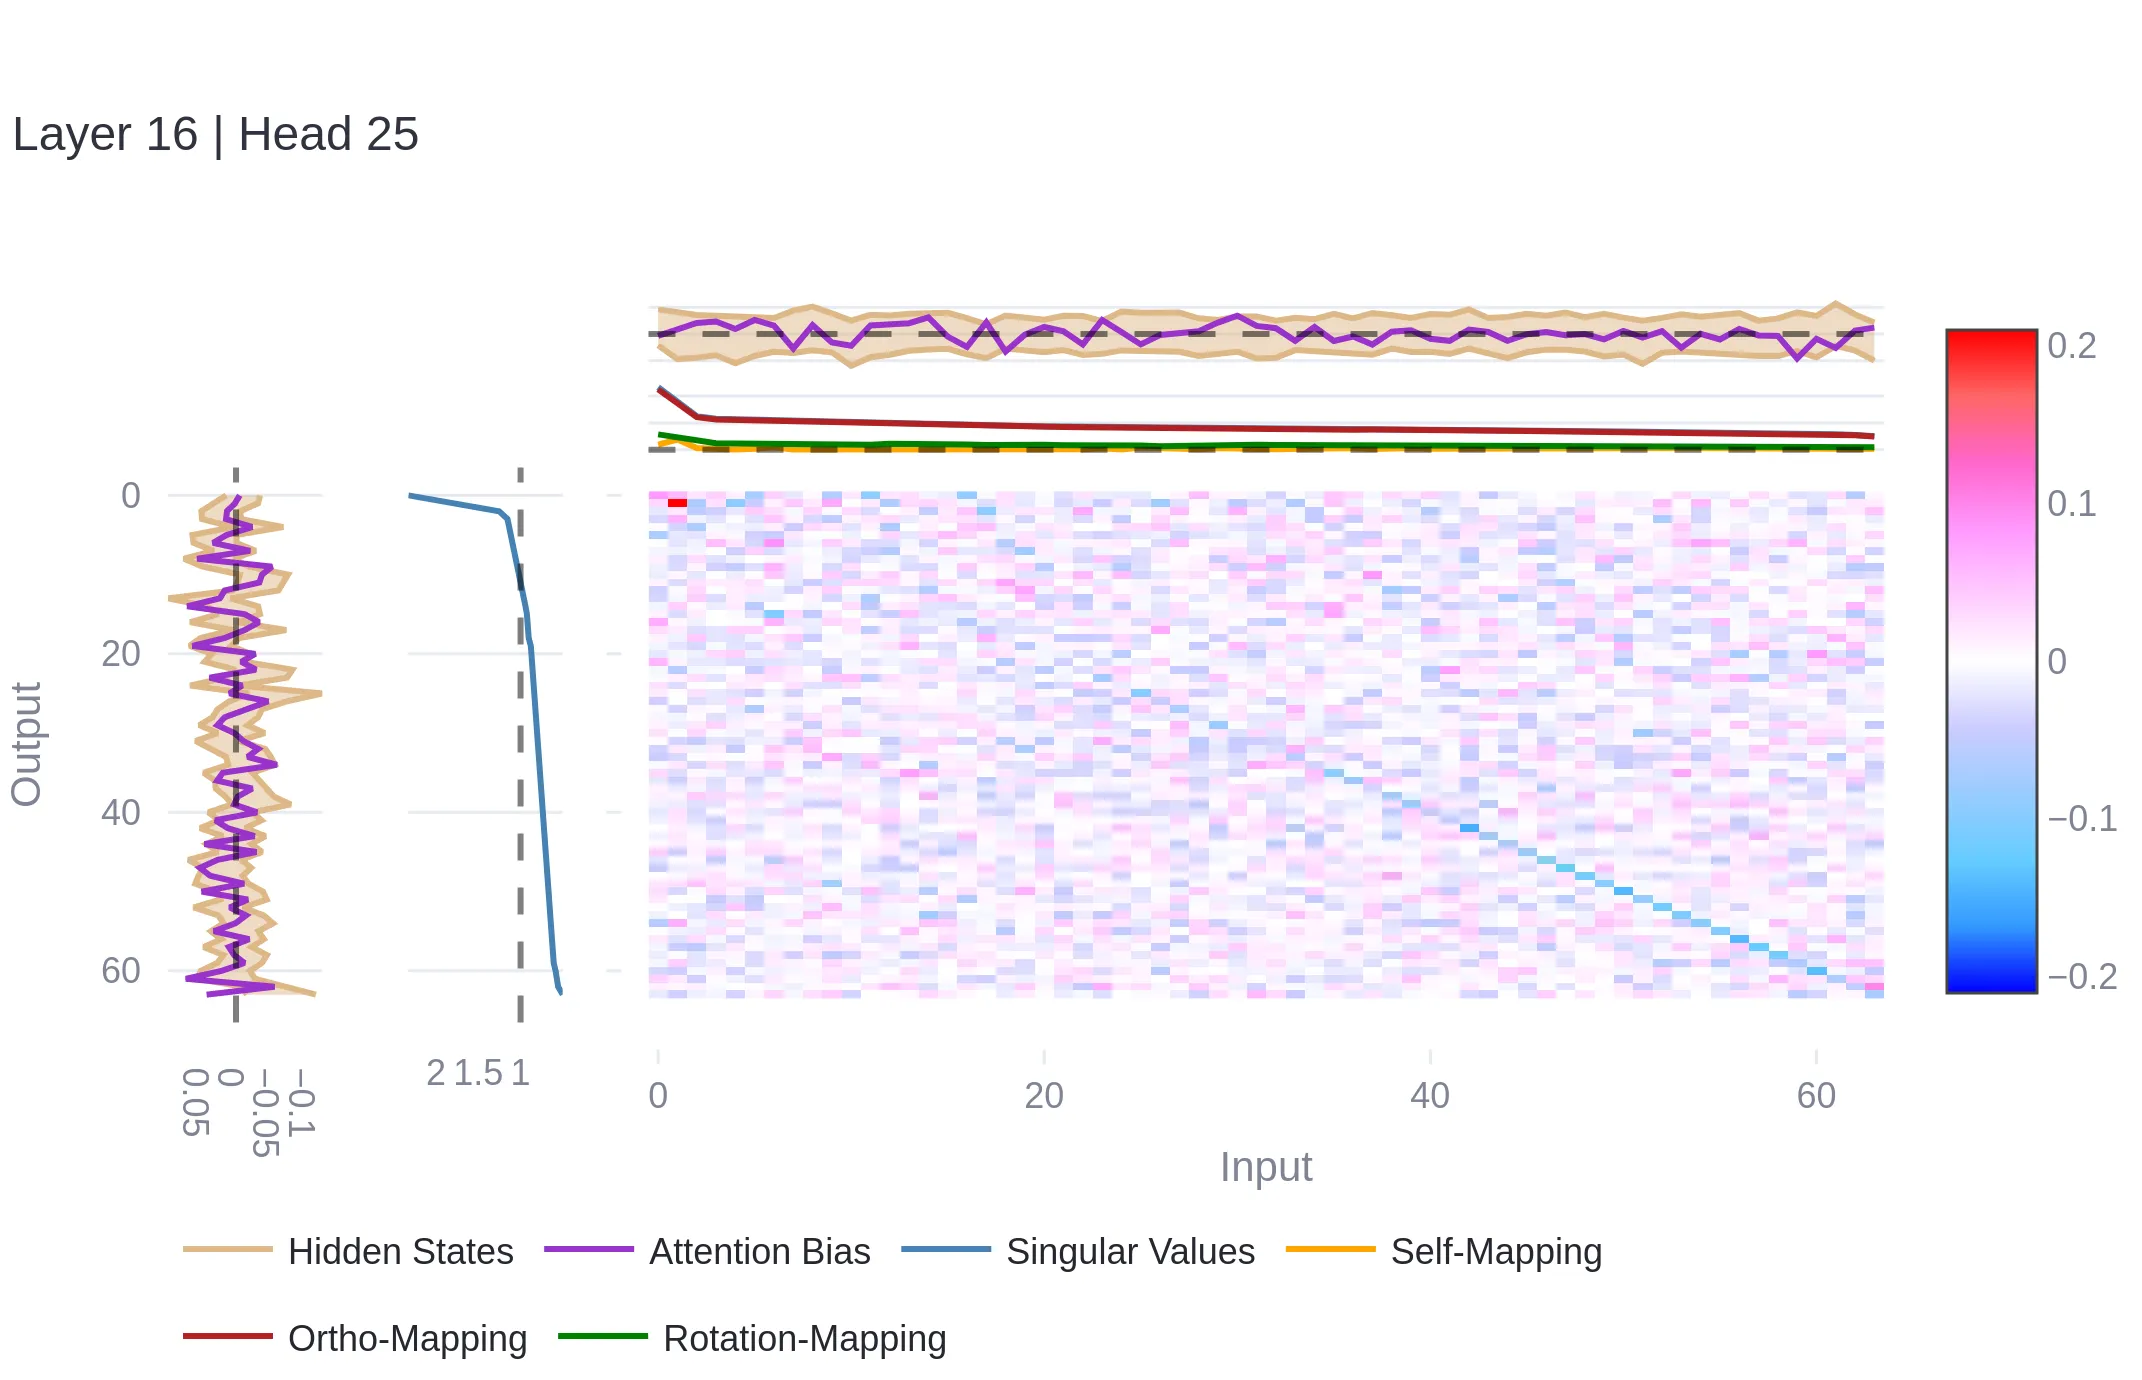 Layer 16 | Head 25
0
20
40
60
Output
0.05
0
−0.05
−0.1
2 1.5 1
0 20 40 60
Input
0.2
0.1
0
−0.1
−0.2
Hidden States Attention Bias Singular Values Self-Mapping
Ortho-Mapping Rotation-Mapping